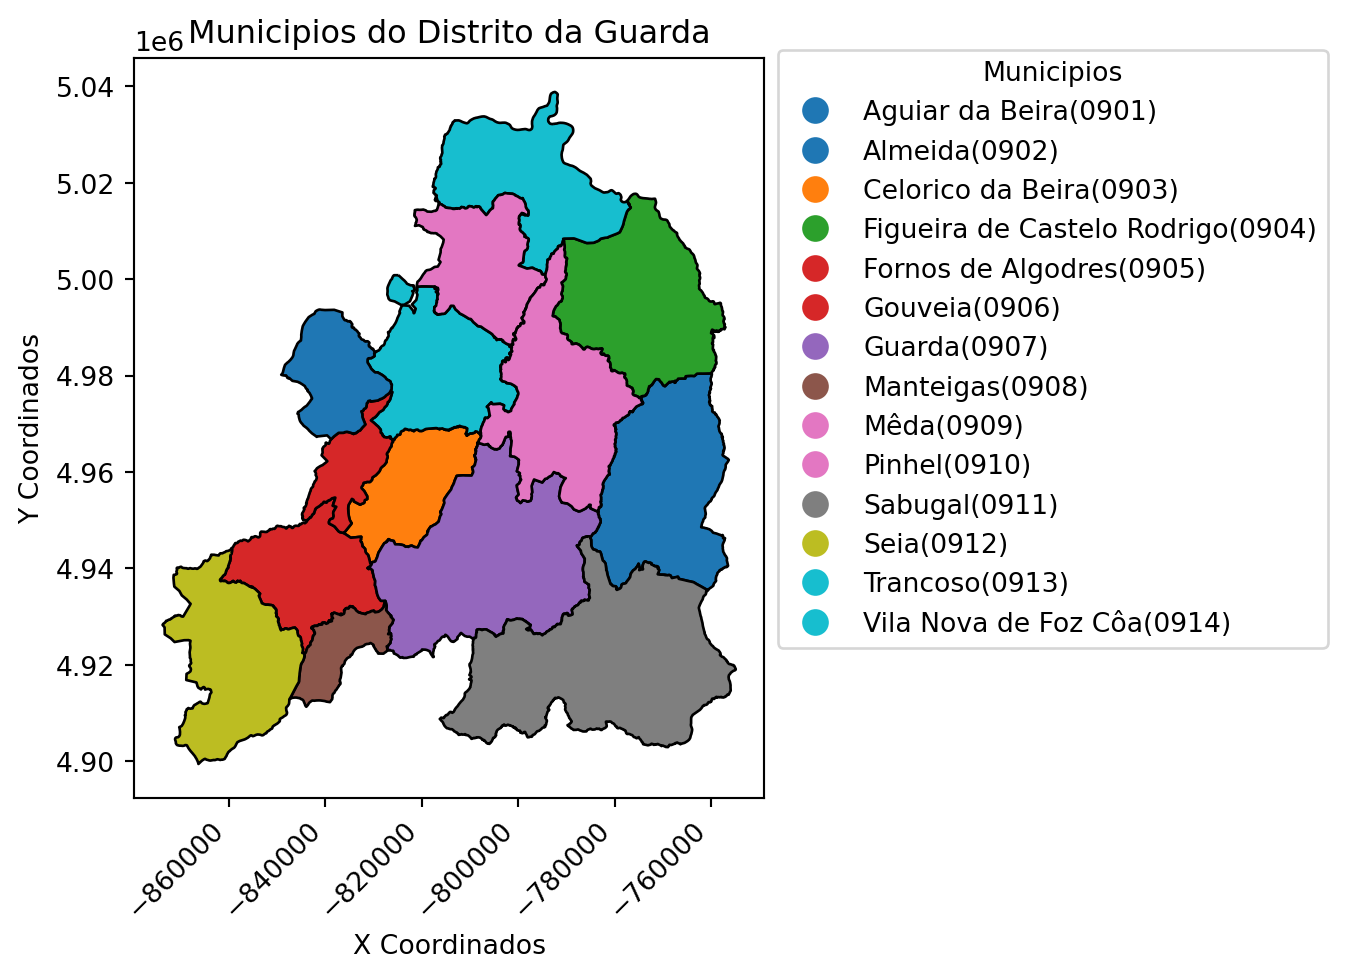 Municipios do Distrito da Guarda
1e6
5.04
5.02
5.00
4.98
4.96
4.94
4.92
4.90
Y Coordinados
−860000
−840000
−820000
−800000
−780000
−760000
X Coordinados
Municipios
Aguiar da Beira(0901)
Almeida(0902)
Celorico da Beira(0903)
Figueira de Castelo Rodrigo(0904)
Fornos de Algodres(0905)
Gouveia(0906)
Guarda(0907)
Manteigas(0908)
Mêda(0909)
Pinhel(0910)
Sabugal(0911)
Seia(0912)
Trancoso(0913)
Vila Nova de Foz Côa(0914)